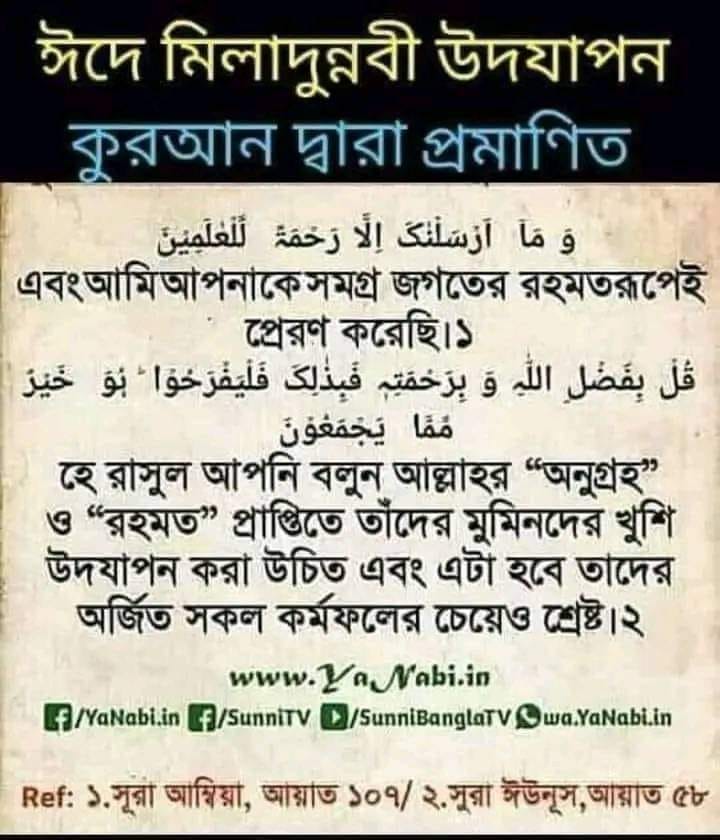 ঈদে মিলাদুন্নবী উদযাপন
কুরআন দ্বারা প্রমাণিত
وَ مَاۤ اَرۡسَلۡنٰکَ اِلَّا رَحۡمَۃً لِّلۡعٰلَمِیۡنَ
এবং আমি আপনাকে সমগ্র জগতের রহমতরূপেই
প্রেরণ করেছি।১
قُلۡ بِفَضۡلِ اللّٰہِ وَ بِرَحۡمَتِہٖ فَبِذٰلِکَ فَلۡیَفۡرَحُوۡا ؕ ہُوَ خَیۡرٌ
مِّمَّا یَجۡمَعُوۡنَ
হে রাসুল আপনি বলুন আল্লাহর “অনুগ্রহ”
ও “রহমত” প্রাপ্তিতে তাঁদের মুমিনদের খুশি
উদযাপন করা উচিত এবং এটা হবে তাদের
অর্জিত সকল কর্মফলের চেয়েও শ্রেষ্ট।২
www.YaNabi.in
/YaNabi.in /SunniTV /SunniBanglaTV wa.YaNabi.in
Ref: ১.সূরা আম্বিয়া, আয়াত ১০৭/ ২.সুরা ঈউনূস,আয়াত ৫৮